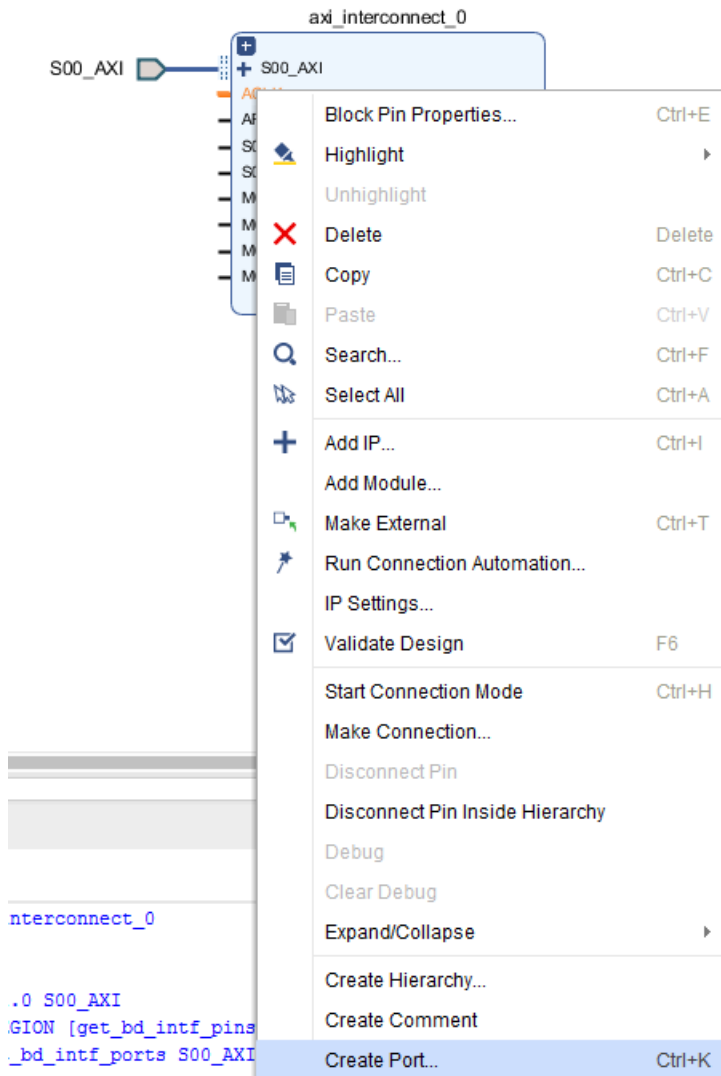 axi_interconnect_0
S00_AXI
S00_AXI
Block Pin Properties... Ctrl+E
Highlight
Unhighlight
Delete Delete
Copy Ctrl+C
Paste Ctrl+V
Search... Ctrl+F
Select All Ctrl+A
Add IP... Ctrl+I
Add Module...
Make External Ctrl+T
Run Connection Automation...
IP Settings...
Validate Design F6
Start Connection Mode Ctrl+H
Make Connection...
Disconnect Pin
Disconnect Pin Inside Hierarchy
Debug
Clear Debug
nterconnect_0
Expand/Collapse
Create Hierarchy...
.0 S00_AXI
Create Comment
GION [get_bd_intf_pins
_bd_intf_ports S00_AXI
Create Port... Ctrl+K